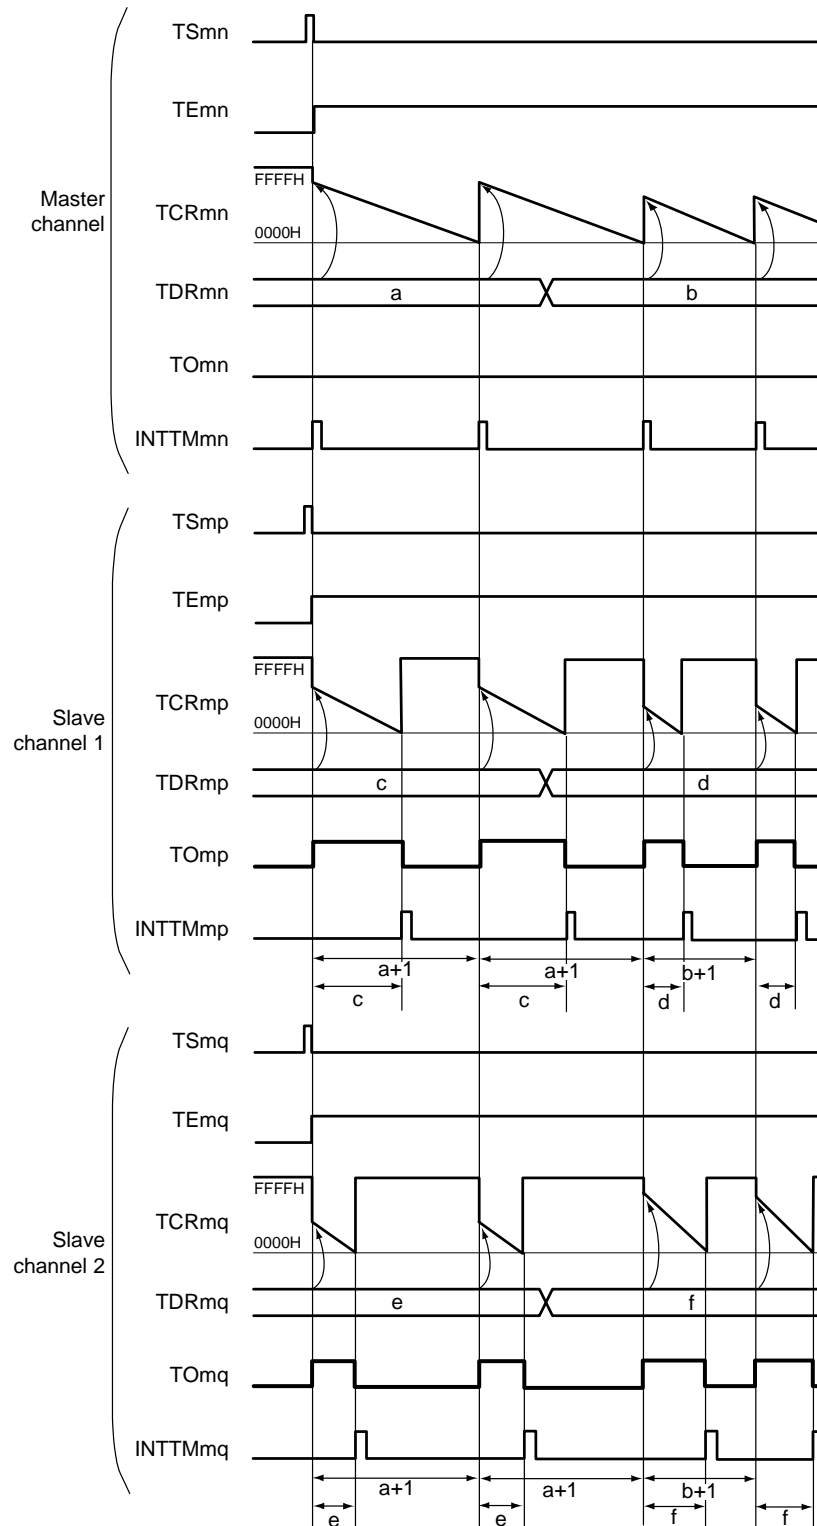 TSmn
TEmn
Master
channel
FFFFH
TCRmn
0000H
TDRmn
a
b
TOmn
INTTMmn
TSmp
TEmp
FFFFH
TCRmp
Slave
channel 1
0000H
TDRmp
c
d
TOmp
INTTMmp
a+1
a+1
b+1
c
c
d
d
TSmq
TEmq
FFFFH
TCRmq
Slave
channel 2
0000H
TDRmq
e
f
TOmq
INTTMmq
a+1
a+1
b+1
e
e
f
f